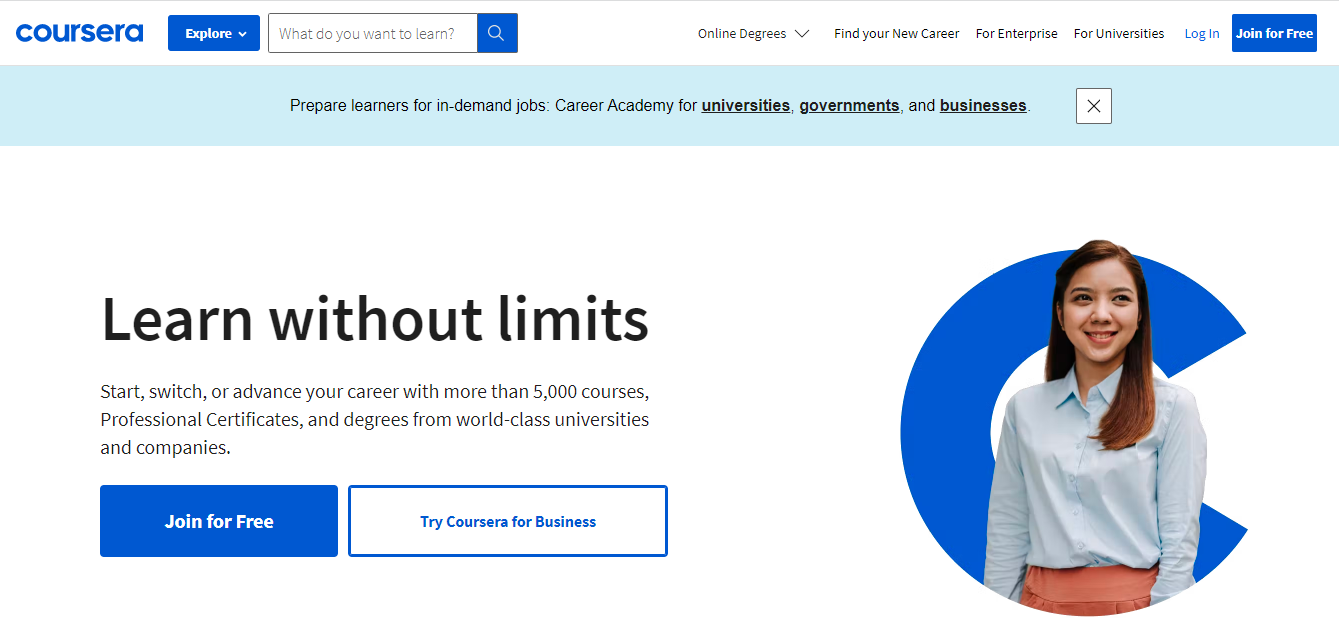 coursera
Explore
What do you want to learn?
Online Degrees
Find your New Career
For Enterprise
For Universities
Log In
Join for Free
Prepare learners for in-demand jobs: Career Academy for universities, governments, and businesses.
Learn without limits
Start, switch, or advance your career with more than 5,000 courses,
Professional Certificates, and degrees from world-class universities
and companies.
Join for Free
Try Coursera for Business